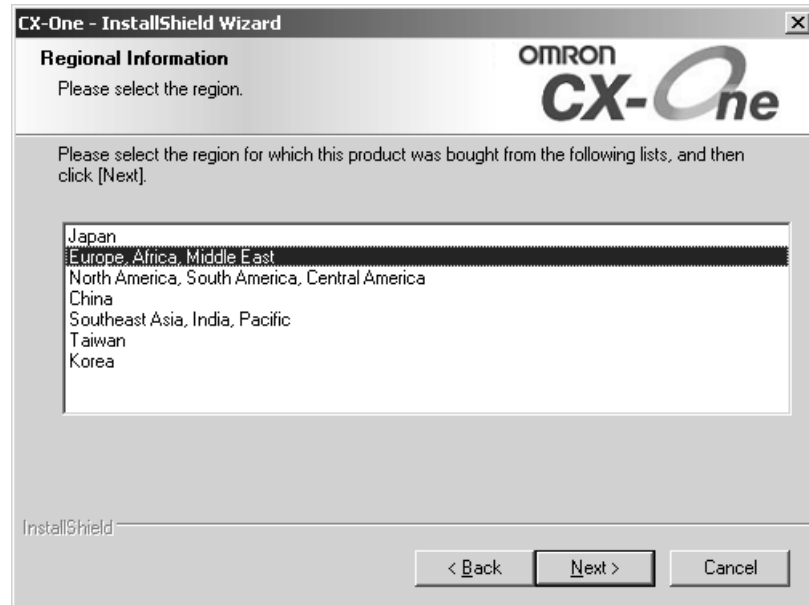 CX-One - InstallShield Wizard
Regional Information
Please select the region.
OMRON
CX-One
Please select the region for which this product was bought from the following lists, and then
click [Next].
Japan
Europe, Africa, Middle East
North America, South America, Central America
China
Southeast Asia, India, Pacific
Taiwan
Korea
InstallShield
< Back
Next >
Cancel